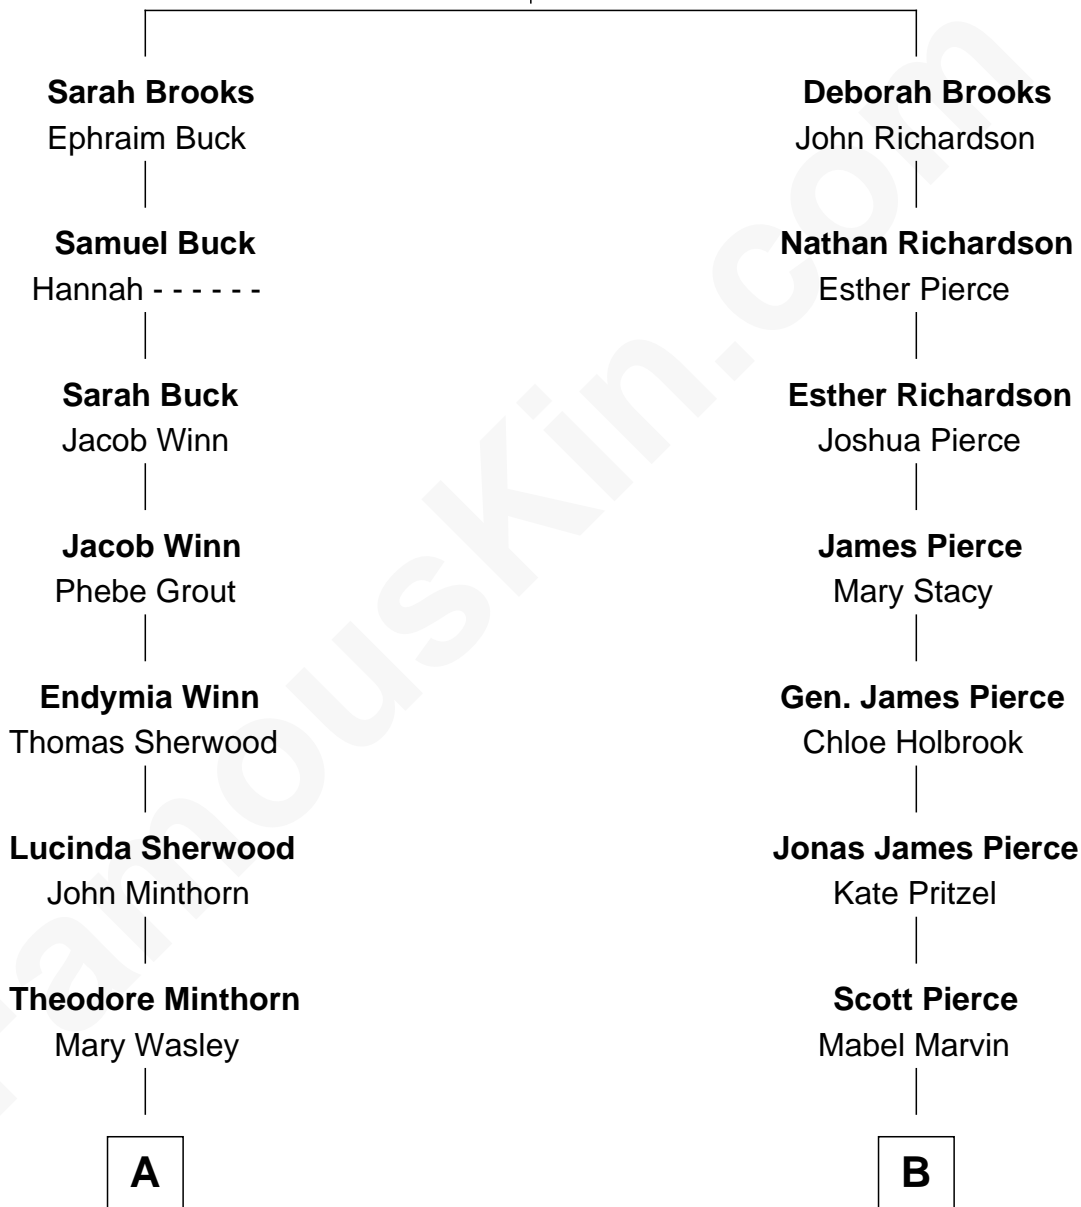 Sarah Brooks
Ephraim Buck
Deborah Brooks
John Richardson
Samuel Buck
Hannah - - - - - -
Nathan Richardson
Esther Pierce
Sarah Buck
Jacob Winn
Esther Richardson
Joshua Pierce
Jacob Winn
Phebe Grout
James Pierce
Mary Stacy
Endymia Winn
Thomas Sherwood
Gen. James Pierce
Chloe Holbrook
Lucinda Sherwood
John Minthorn
Jonas James Pierce
Kate Pritzel
Theodore Minthorn
Mary Wasley
Scott Pierce
Mabel Marvin
A
B
FamousKin.com